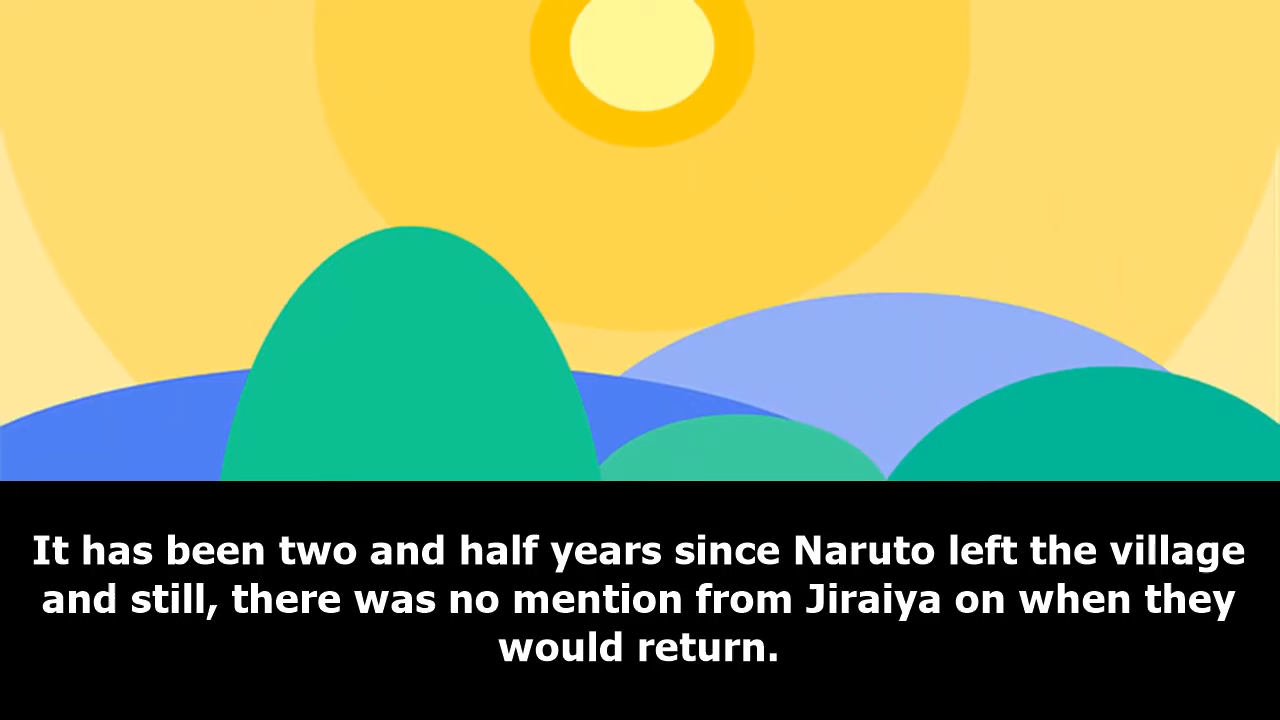 It has been two and half years since Naruto left the village
and still, there was no mention from Jiraiya on when they
would return.